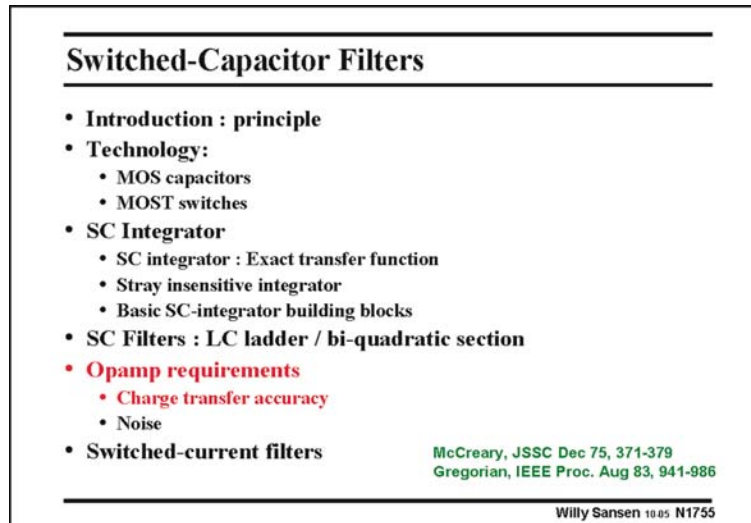 Switched-Capacitor Filters
• Introduction : principle
• Technology:
• MOS capacitors
• MOST switches
• SC Integrator
• SC integrator : Exact transfer function
• Stray insensitive integrator
• Basic SC-integrator building blocks
• SC Filters : LC ladder / bi-quadratic section
• Opamp requirements
• Charge transfer accuracy
• Noise
• Switched-current filters
McCreary, JSSC Dec 75, 371-379
Gregorian, IEEE Proc. Aug 83, 941-986
Willy Sansen 10-05 N1755